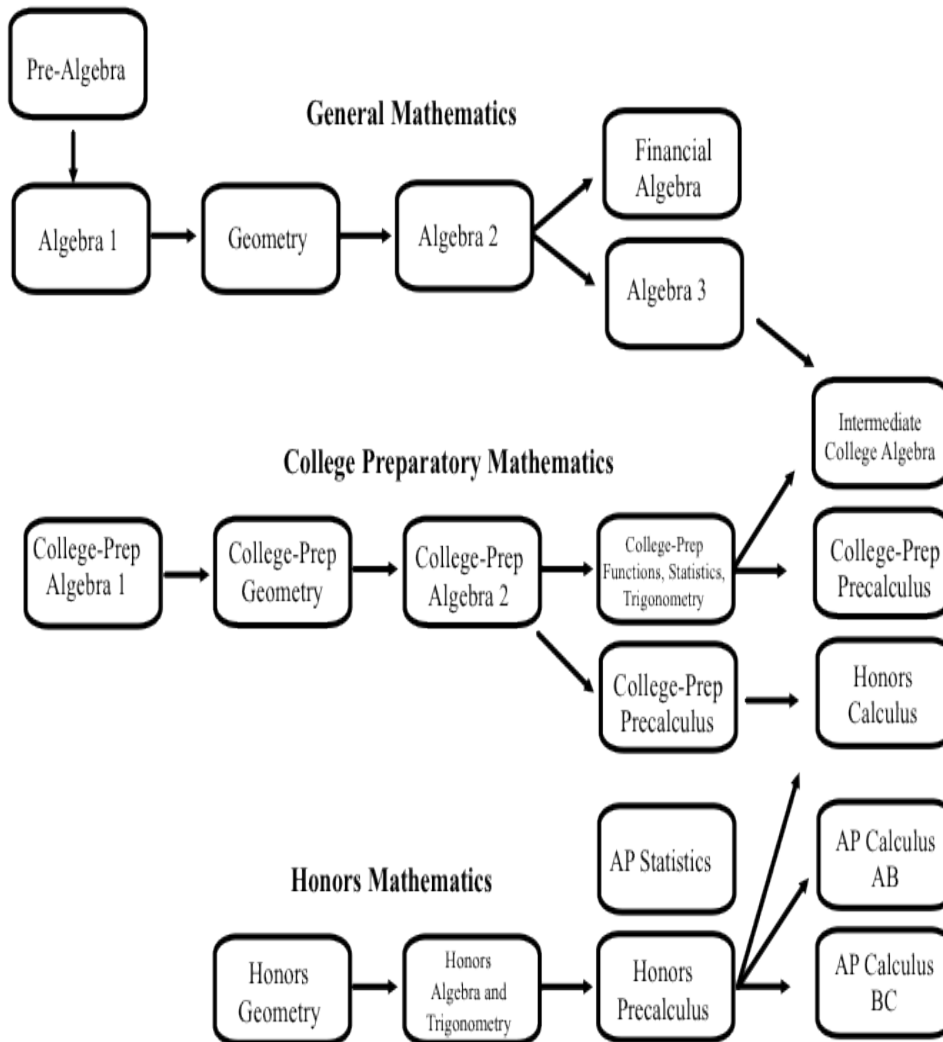 Pre-Algebra
General Mathematics
Financial
Algebra
Algebra 1
Geometry
Algebra 2
Algebra 3
Intermediate
College Algebra
College Preparatory Mathematics
College-Prep
Algebra 1
College-Prep
Geometry
College-Prep
Algebra 2
College-Prep
Functions, Statistics,
Trigonometry
College-Prep
Precalculus
College-Prep
Precalculus
Honors
Calculus
AP Statistics
AP Calculus
AB
Honors Mathematics
Honors
Geometry
Honors
Algebra and
Trigonometry
Honors
Precalculus
AP Calculus
BC